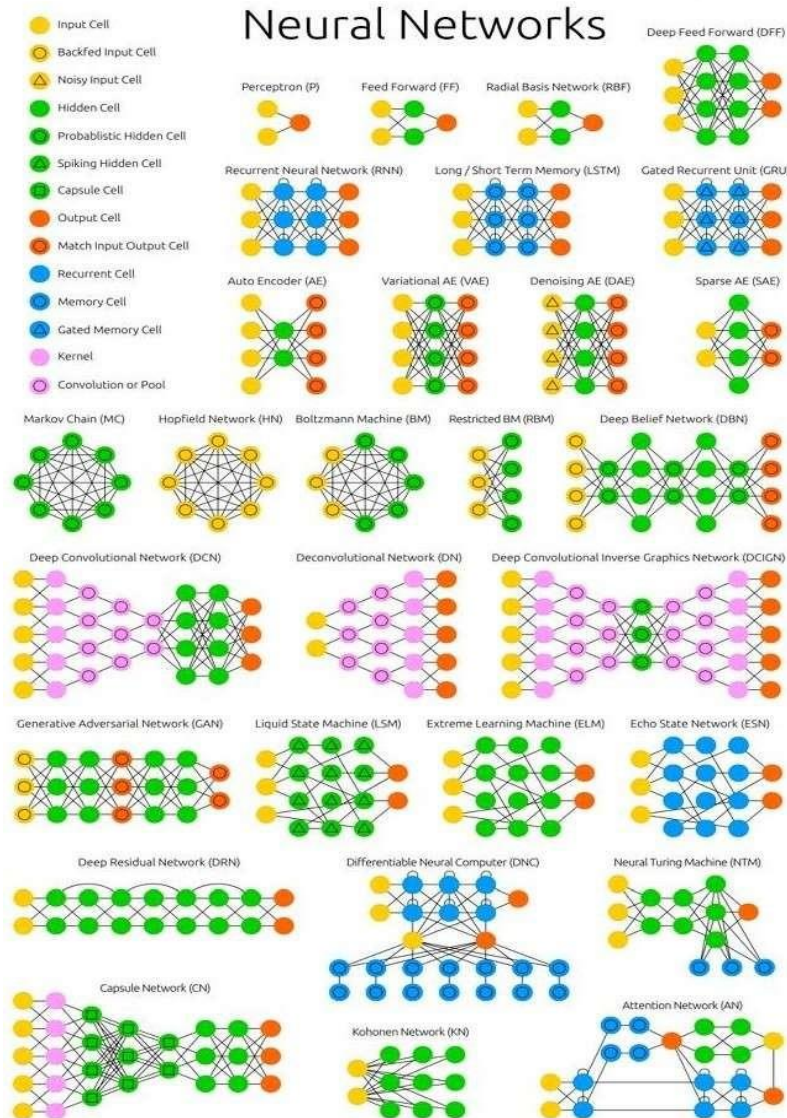 Neural Networks
Input Cell
Backfed Input Cell
Noisy Input Cell
Hidden Cell
Probablistic Hidden Cell
Spiking Hidden Cell
Capsule Cell
Output Cell
Match Input Output Cell
Recurrent Cell
Memory Cell
Gated Memory Cell
Kernel
Convolution or Pool
Perceptron (P)
Feed Forward (FF)
Radial Basis Network (RBF)
Deep Feed Forward (DFF)
Recurrent Neural Network (RNN)
Long / Short Term Memory (LSTM)
Gated Recurrent Unit (GRU)
Auto Encoder (AE)
Variational AE (VAE)
Denoising AE (DAE)
Sparse AE (SAE)
Markov Chain (MC)
Hopfield Network (HN)
Boltzmann Machine (BM)
Restricted BM (RBM)
Deep Belief Network (DBN)
Deep Convolutional Network (DCN)
Deconvolutional Network (DN)
Deep Convolutional Inverse Graphics Network (DCIGN)
Generative Adversarial Network (GAN)
Liquid State Machine (LSM)
Extreme Learning Machine (ELM)
Echo State Network (ESN)
Deep Residual Network (DRN)
Differentiable Neural Computer (DNC)
Neural Turing Machine (NTM)
Capsule Network (CN)
Kohonen Network (KN)
Attention Network (AN)